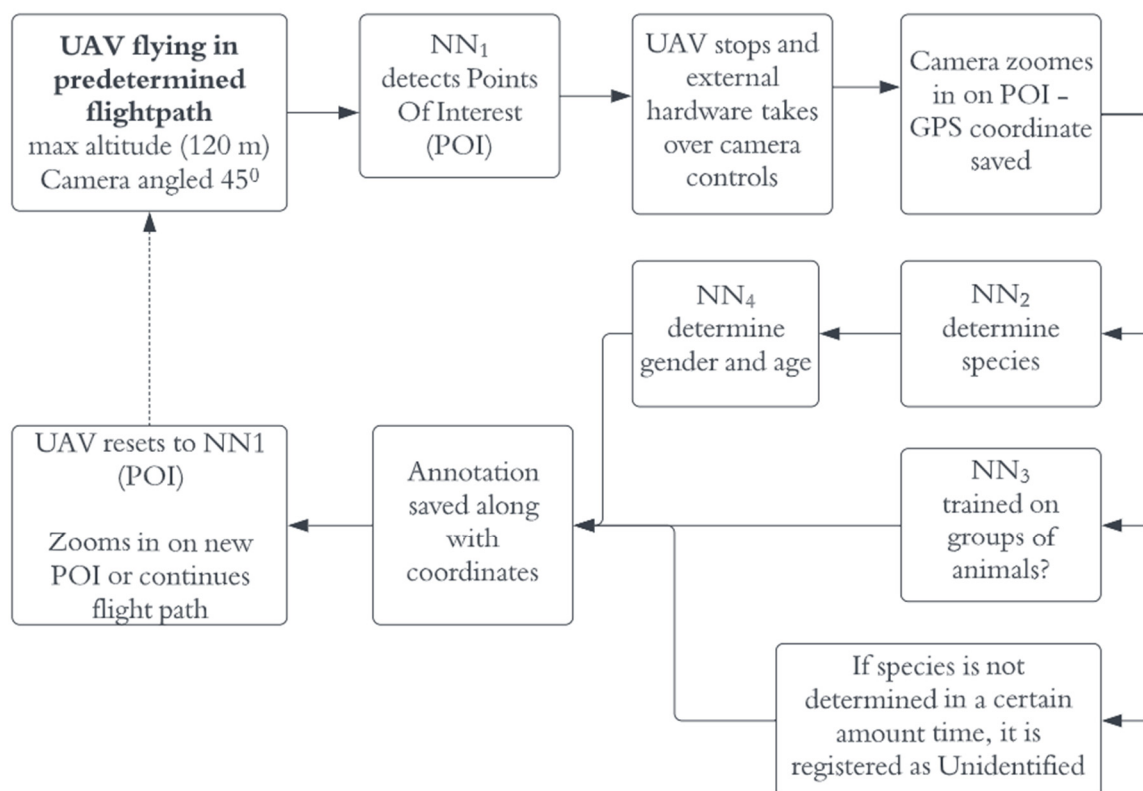 UAV flying in
predetermined
flightpath
max altitude (120 m)
Camera angled 45⁰
NN₁
detects Points
Of Interest
(POI)
UAV stops and
external
hardware takes
over camera
controls
Camera zoomes
in on POI –
GPS coordinate
saved
NN₄
determine
gender and age
NN₂
determine
species
UAV resets to NN1
(POI)
Zooms in on new
POI or continues
flight path
Annotation
saved along
with
coordinates
NN₃
trained on
groups of
animals?
If species is not
determined in a certain
amount time, it is
registered as Unidentified